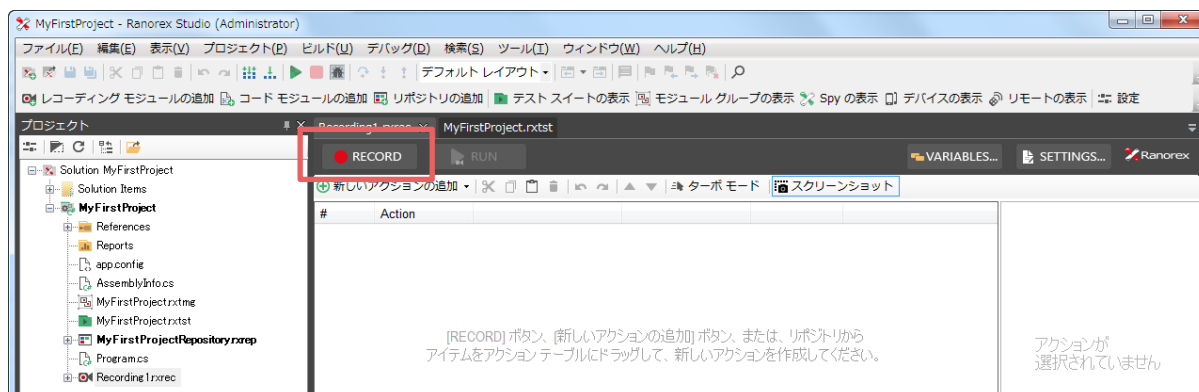 MyFirstProject - Ranorex Studio (Administrator)
ファイル(F) 編集(E) 表示(V) プロジェクト(P) ビルド(U) デバッグ(D) 検索(S) ツール(T) ウィンドウ(W) ヘルプ(H)
デフォルト レイアウト
レコーディング モジュールの追加 コード モジュールの追加 リポジトリの追加 テスト スイートの表示 モジュール グループの表示 Spy の表示 デバイスの表示 リモートの表示 設定
プロジェクト
Recording1.rxrec MyFirstProject.rxtst
RECORD RUN VARIABLES... SETTINGS... Ranorex
新しいアクションの追加 ターボ モード スクリーンショット
# Action
Solution MyFirstProject
Solution Items
MyFirstProject
References
Reports
app.config
AssemblyInfo.cs
MyFirstProject.rxtmg
MyFirstProject.rxtst
MyFirstProjectRepository.rxrep
Program.cs
Recording1.rxrec
[RECORD] ボタン、[新しいアクションの追加] ボタン、または、リポジトリから
アイテムをアクション テーブルにドラッグして、新しいアクションを作成してください。
アクションが
選択されていません